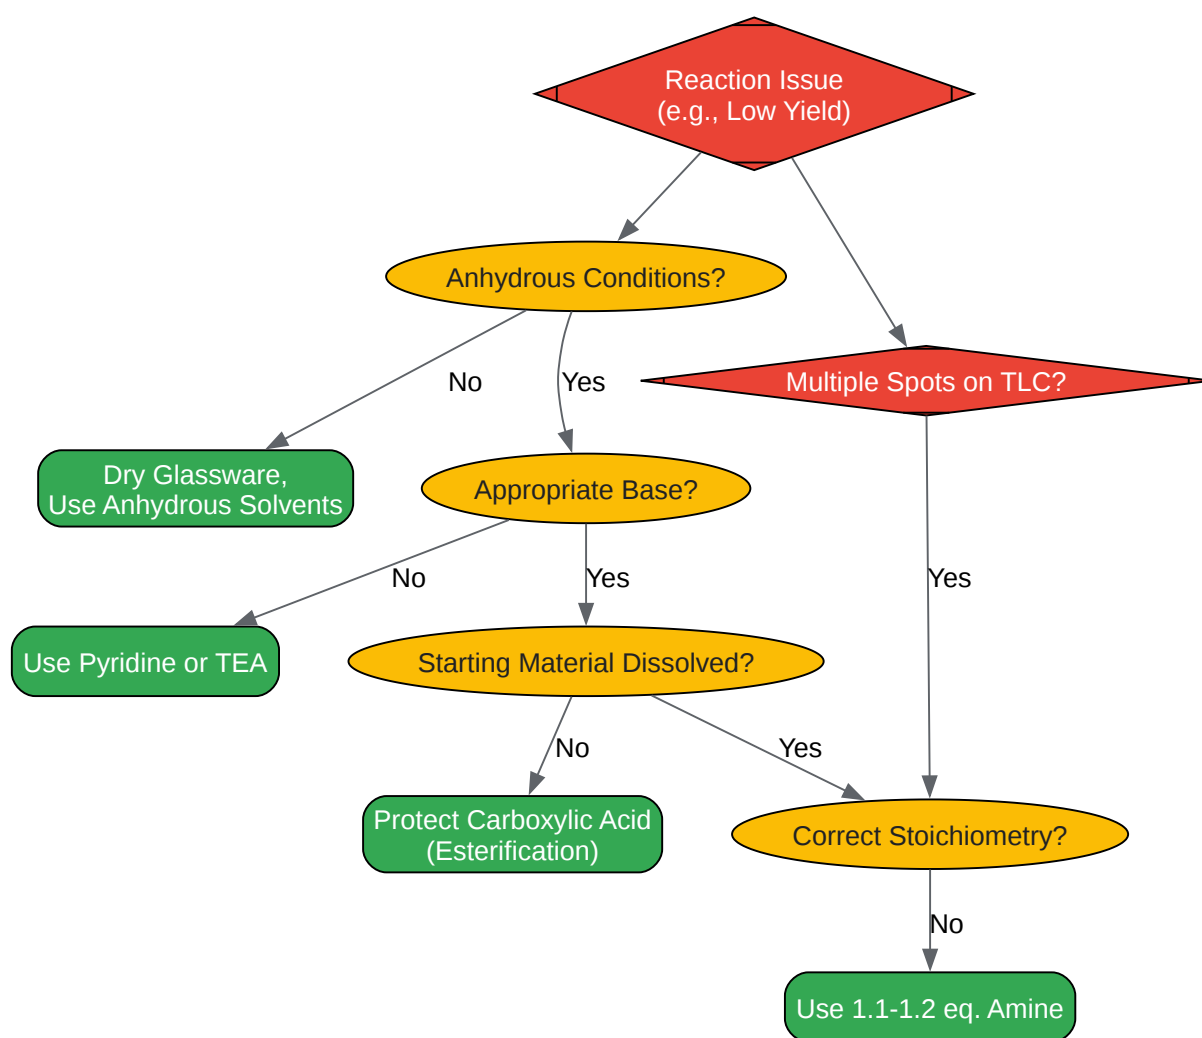 Reaction Issue
(e.g., Low Yield)
Anhydrous Conditions?
No
Yes
Multiple Spots on TLC?
Dry Glassware,
Use Anhydrous Solvents
Appropriate Base?
No
Yes
Yes
Use Pyridine or TEA
Starting Material Dissolved?
No
Yes
Protect Carboxylic Acid
(Esterification)
Correct Stoichiometry?
No
Use 1.1-1.2 eq. Amine